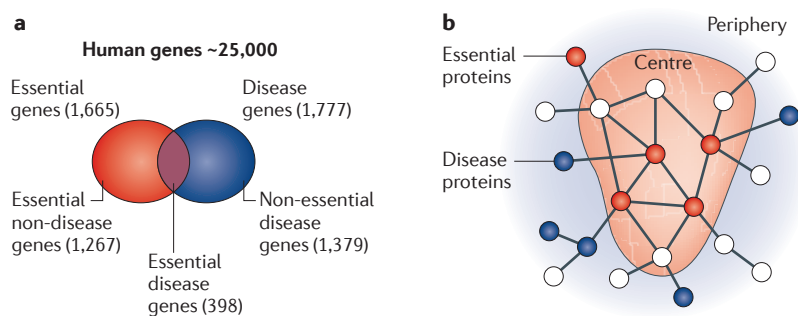 a
Human genes ~25,000
Essential
genes (1,665)
Disease
genes (1,777)
Essential
non-disease
genes (1,267)
Essential
disease
genes (398)
Non-essential
disease
genes (1,379)
b
Periphery
Essential
proteins
Centre
Disease
proteins